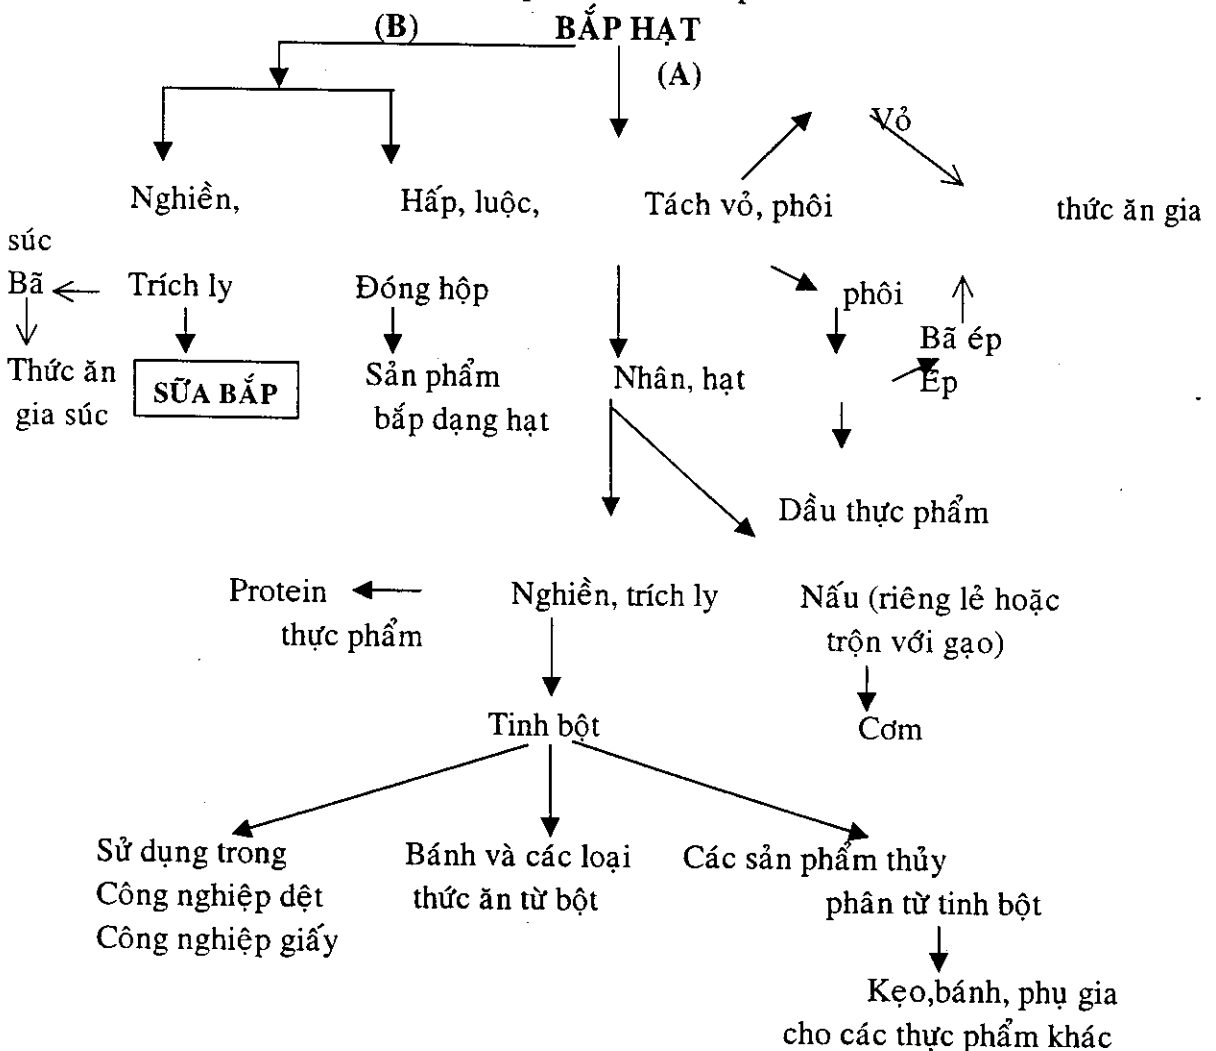 (B) BẮP HẠT
(A)
Vỏ
Nghiền, Hấp, luộc, Tách vỏ, phôi thức ăn gia
súc
Bã Trích ly Đóng hộp phôi
Bã ép
Thức ăn SỮA BẮP Sản phẩm Nhân, hạt Ép
gia súc bắp dạng hạt
Dầu thực phẩm
Protein Nghiền, trích ly Nấu (riêng lẻ hoặc
thực phẩm trộn với gạo)
Tinh bột Cơm
Sử dụng trong Bánh và các loại Các sản phẩm thủy
Công nghiệp dệt thức ăn từ bột phân từ tinh bột
Công nghiệp giấy
Kẹo,bánh, phụ gia
cho các thực phẩm khác